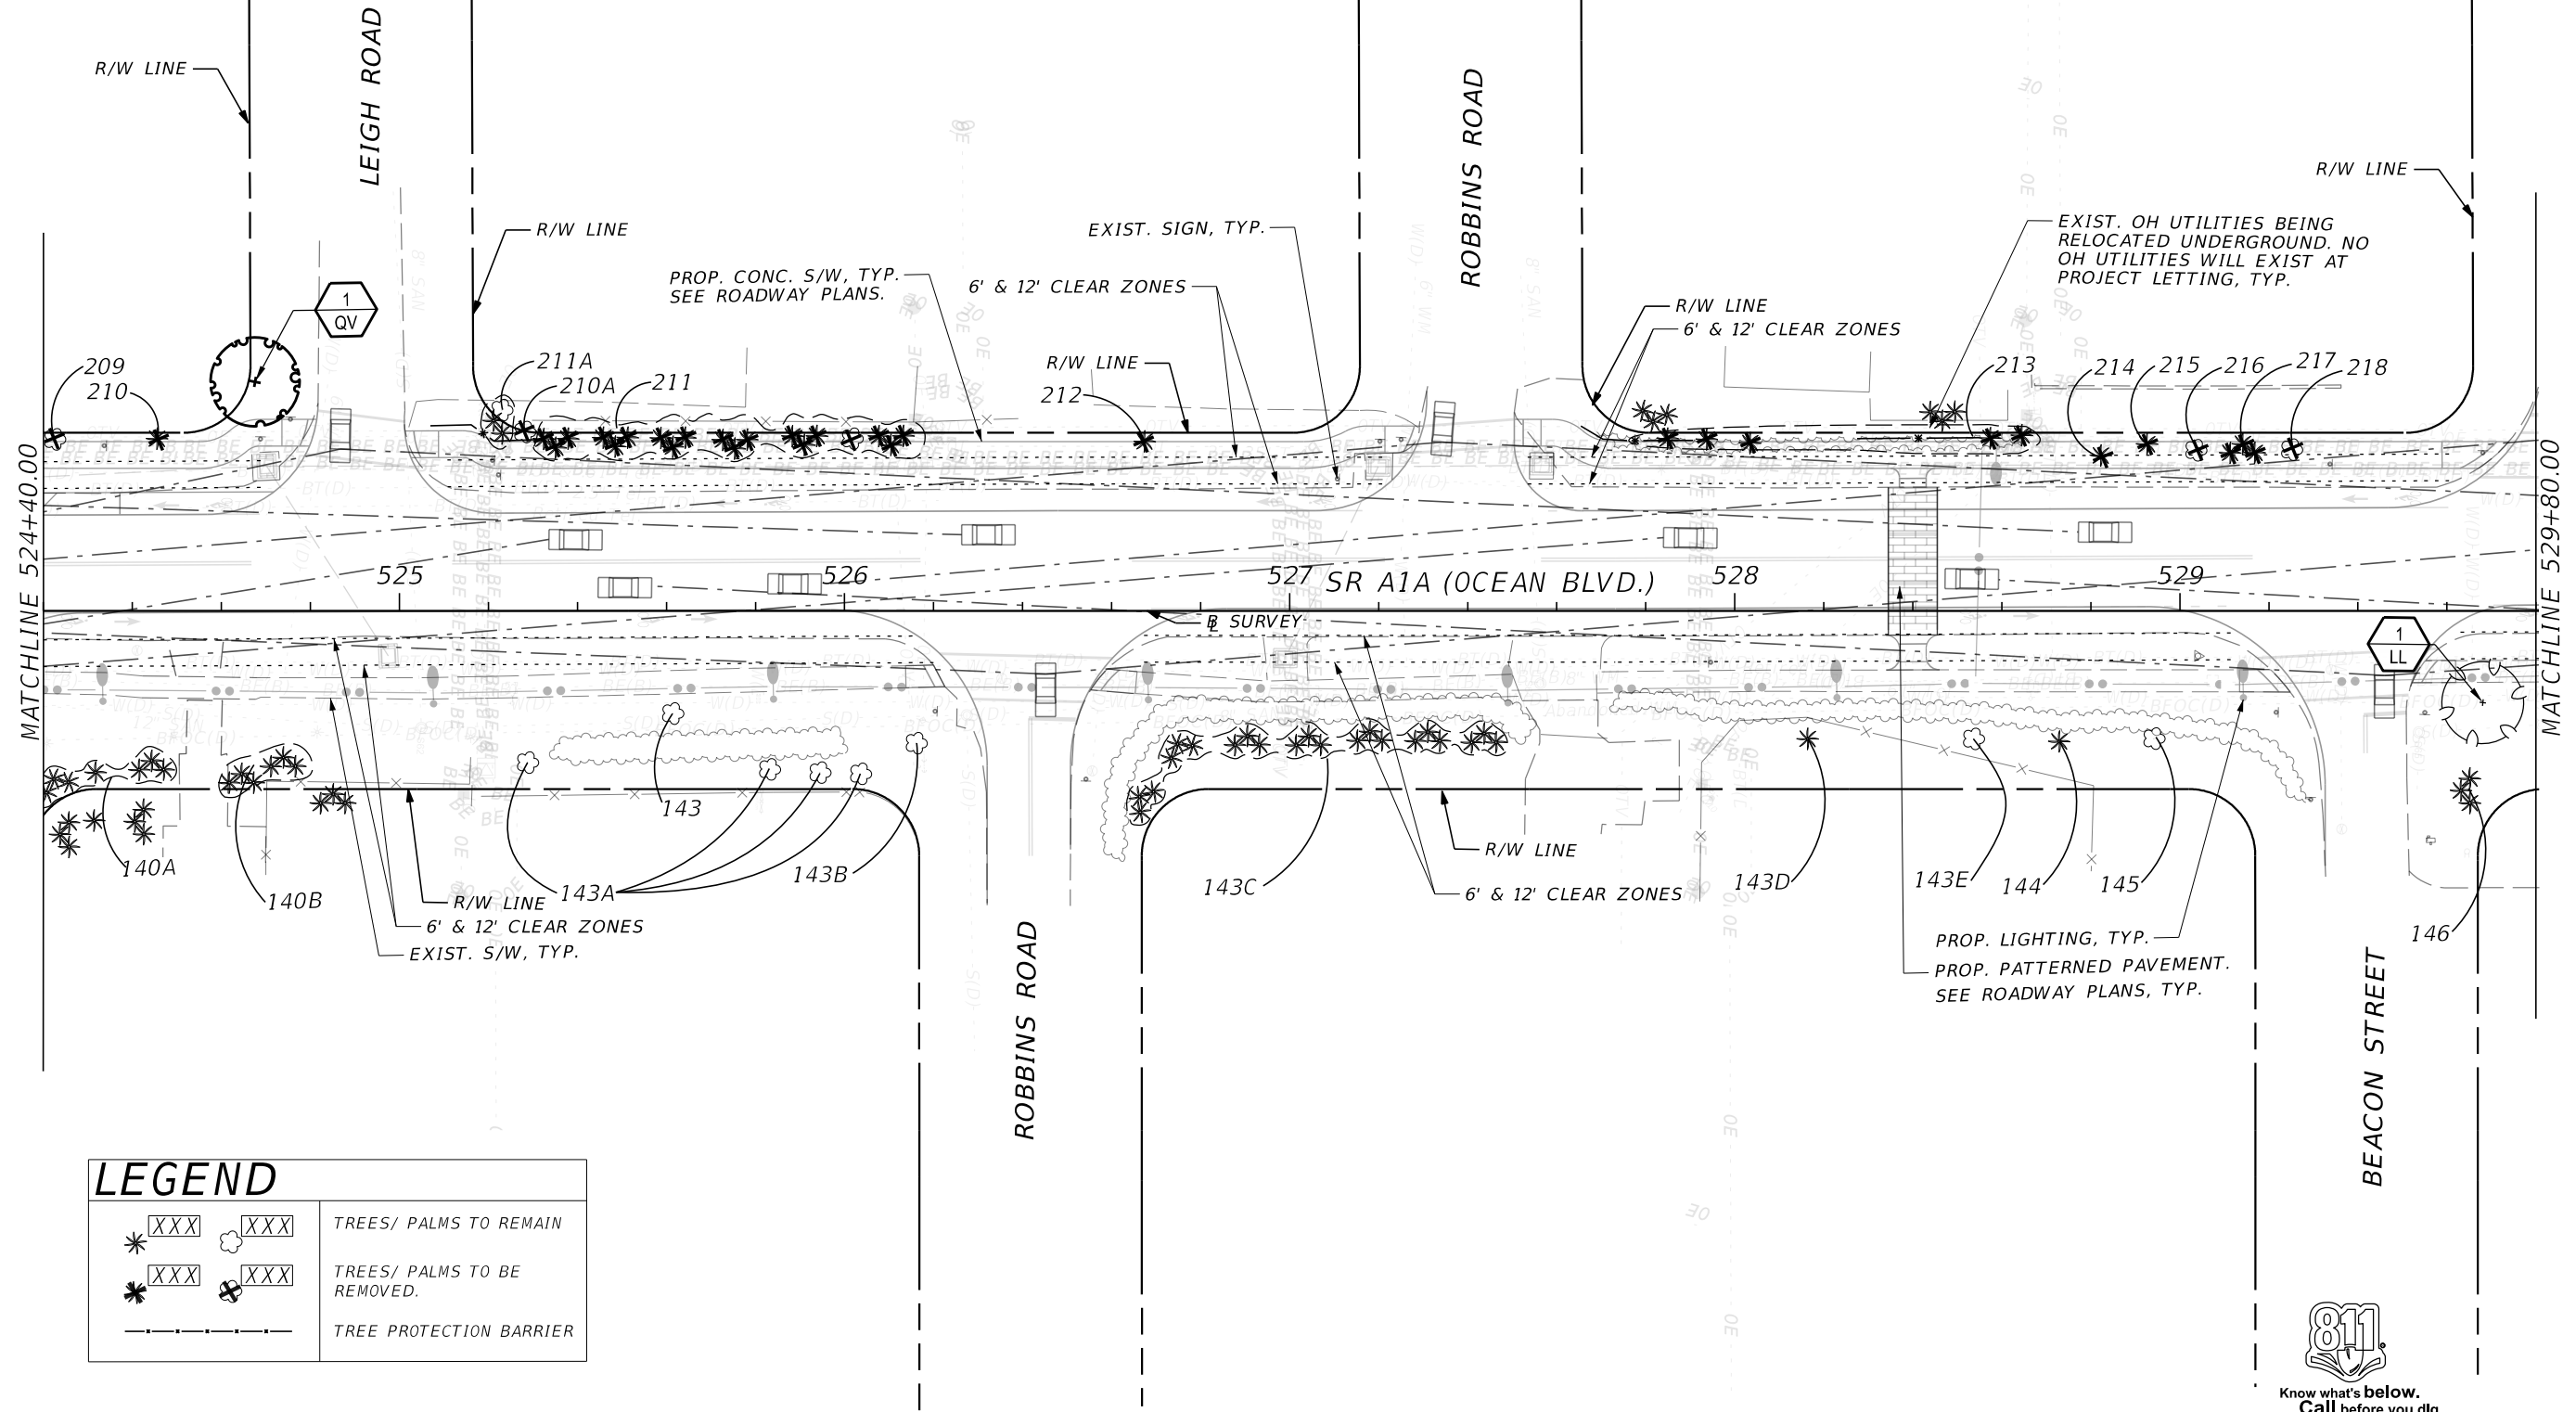 LEIGH ROAD
R/W LINE
ROBBINS ROAD
R/W LINE
R/W LINE
EXIST. SIGN, TYP.
EXIST. OH UTILITIES BEING
RELOCATED UNDERGROUND. NO
OH UTILITIES WILL EXIST AT
PROJECT LETTING, TYP.
PROP. CONC. S/W, TYP.
SEE ROADWAY PLANS.
6' & 12' CLEAR ZONES
1
QV
R/W LINE
6' & 12' CLEAR ZONES
R/W LINE
209
210
211A
210A
211
212
213
214
215
216
217
218
MATCHLINE 524+40.00
MATCHLINE 529+80.00
525
526
527
SR A1A (OCEAN BLVD.)
528
529
BL SURVEY
1
LL
143
140A
140B
143A
143B
143C
143D
143E
144
145
146
R/W LINE
6' & 12' CLEAR ZONES
R/W LINE
6' & 12' CLEAR ZONES
EXIST. S/W, TYP.
PROP. LIGHTING, TYP.
PROP. PATTERNED PAVEMENT.
SEE ROADWAY PLANS, TYP.
ROBBINS ROAD
BEACON STREET
LEGEND
XXX XXX TREES/ PALMS TO REMAIN
XXX XXX TREES/ PALMS TO BE
REMOVED.
TREE PROTECTION BARRIER
811
Know what's below.
Call before you dig.